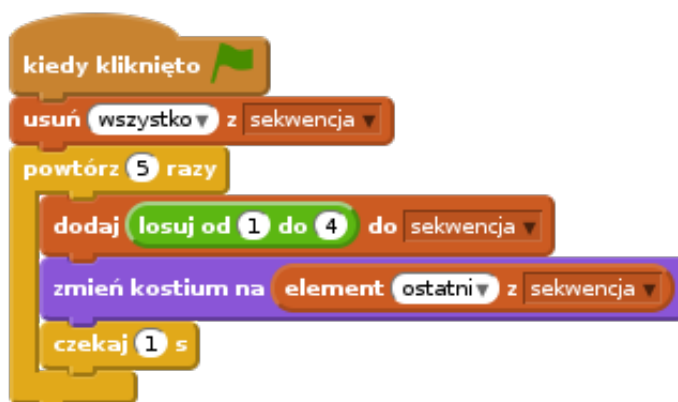 kiedy kliknięto
usuń wszystko z sekwencja
powtórz 5 razy
dodaj losuj od 1 do 4 do sekwencja
zmień kostium na element ostatni z sekwencja
czekaj 1 s